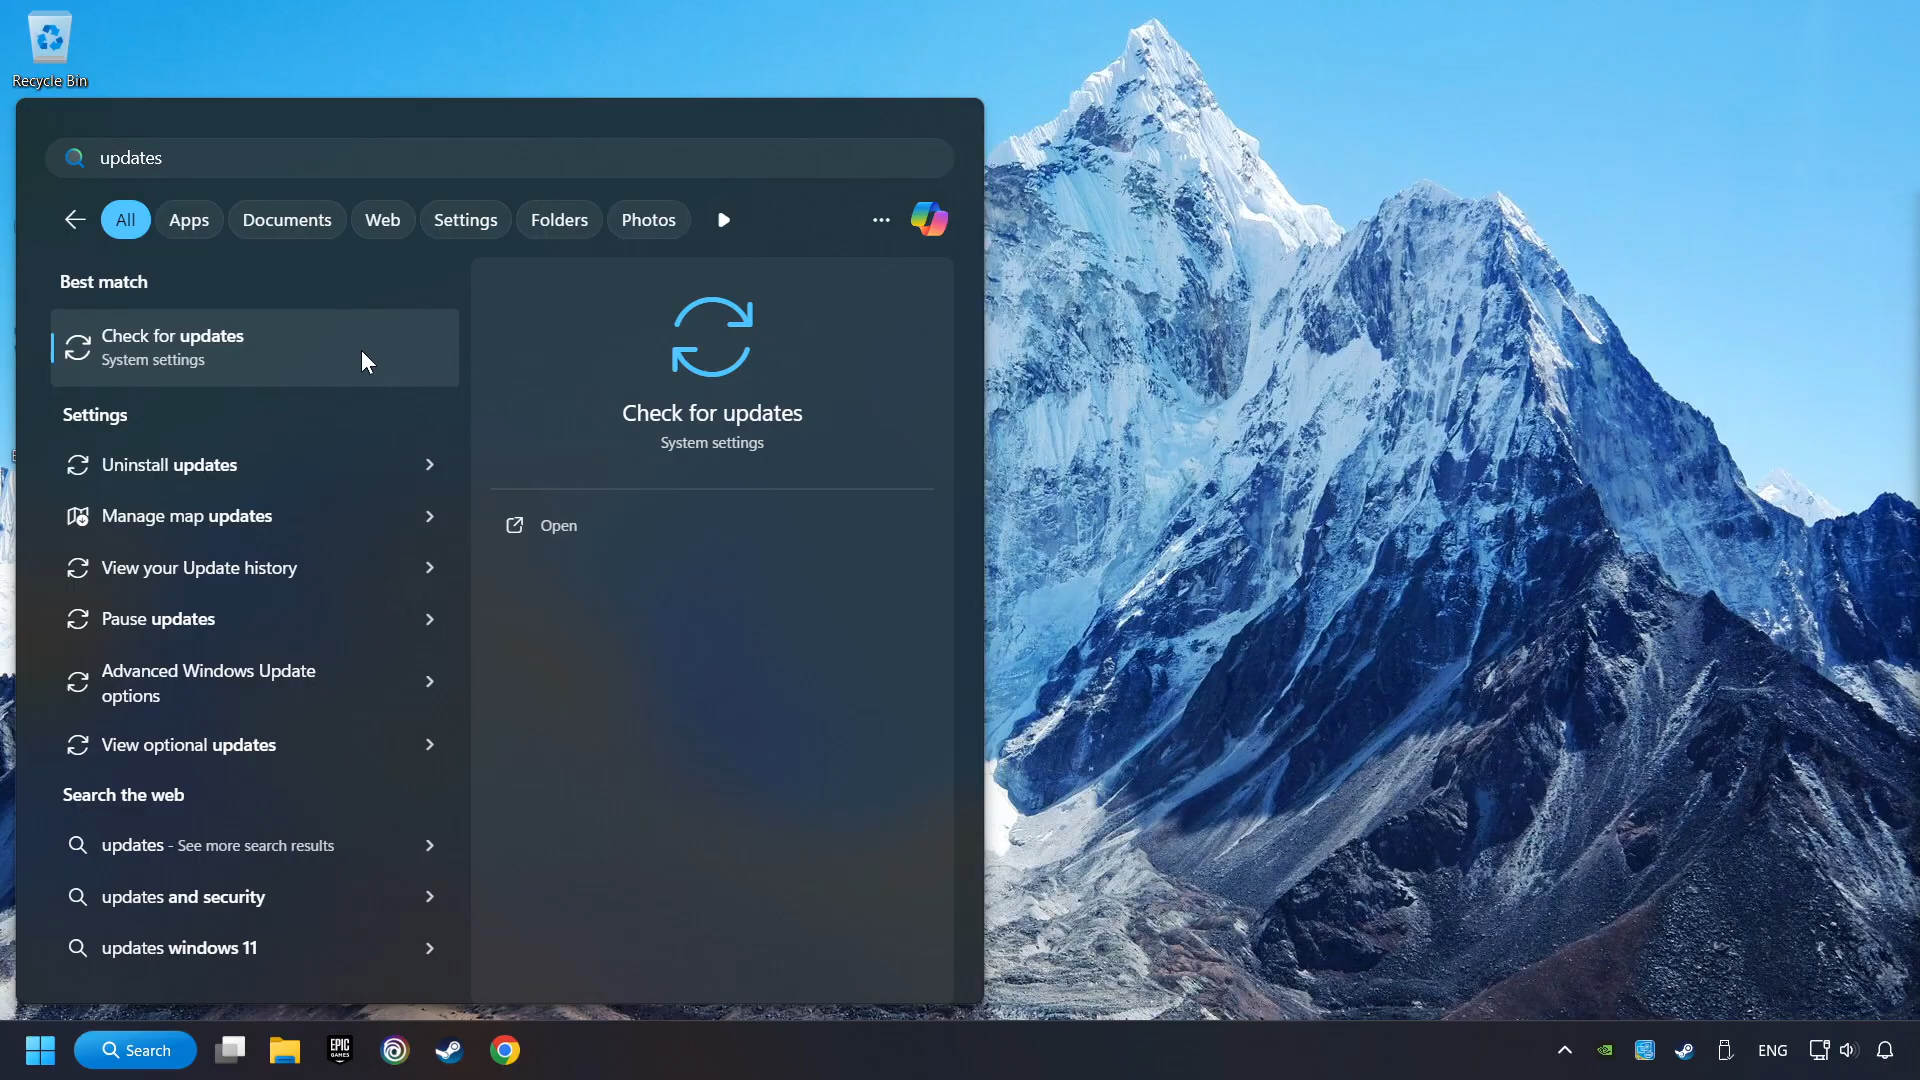 Recycle Bin
updates
All
Apps
Documents
Web
Settings
Folders
Photos
Best match
Check for updates
System settings
Settings
Uninstall updates
Manage map updates
View your Update history
Pause updates
Advanced Windows Update
options
View optional updates
Search the web
updates - See more search results
updates and security
updates windows 11
Check for updates
System settings
Open
Search
EPIC
GAMES
ENG